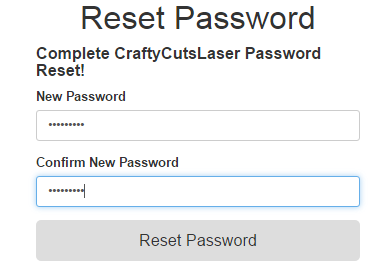 Reset Password
Complete CraftyCutsLaser Password
Reset!
New Password
•••••••••
Confirm New Password
•••••••••
Reset Password